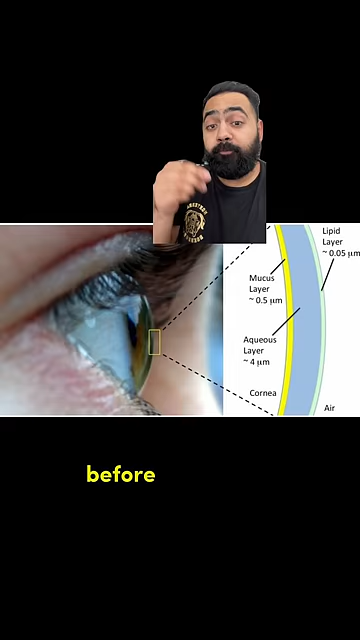 Lipid
Layer
~ 0.05 μm
Mucus
Layer
~ 0.5 μm
Aqueous
Layer
~ 4 μm
Cornea
Air
before